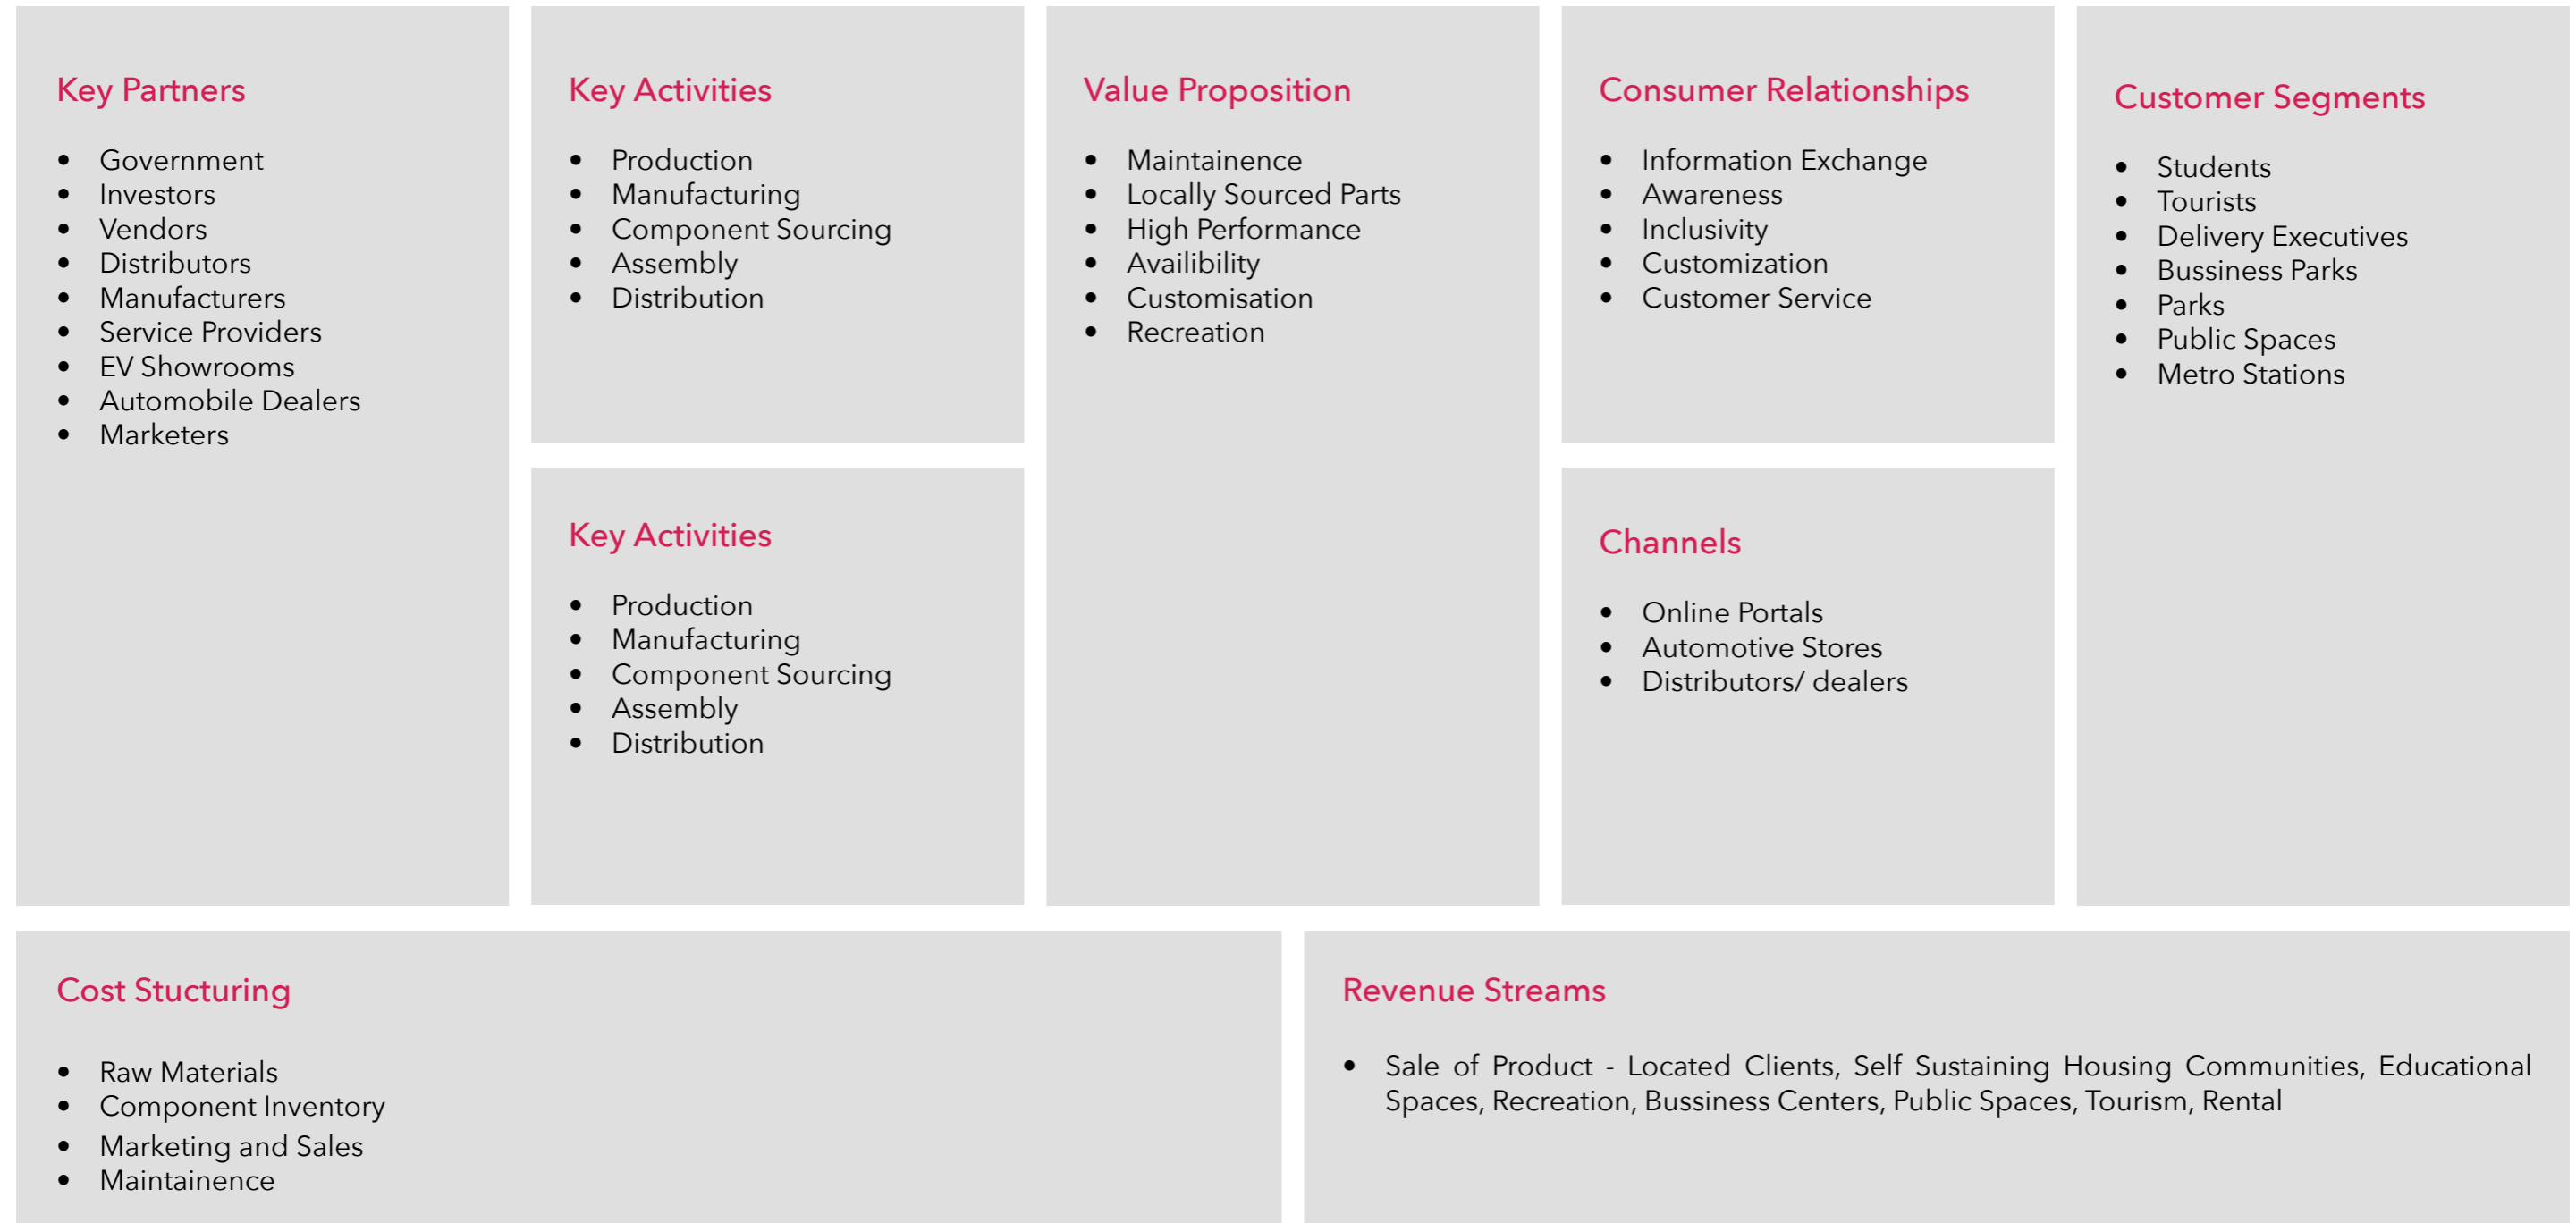 Key Partners
• Government
• Investors
• Vendors
• Distributors
• Manufacturers
• Service Providers
• EV Showrooms
• Automobile Dealers
• Marketers
Key Activities
• Production
• Manufacturing
• Component Sourcing
• Assembly
• Distribution
Key Activities
• Production
• Manufacturing
• Component Sourcing
• Assembly
• Distribution
Value Proposition
• Maintainence
• Locally Sourced Parts
• High Performance
• Availibility
• Customisation
• Recreation
Consumer Relationships
• Information Exchange
• Awareness
• Inclusivity
• Customization
• Customer Service
Channels
• Online Portals
• Automotive Stores
• Distributors/ dealers
Customer Segments
• Students
• Tourists
• Delivery Executives
• Bussiness Parks
• Parks
• Public Spaces
• Metro Stations
Cost Stucturing
• Raw Materials
• Component Inventory
• Marketing and Sales
• Maintainence
Revenue Streams
• Sale of Product - Located Clients, Self Sustaining Housing Communities, Educational
Spaces, Recreation, Bussiness Centers, Public Spaces, Tourism, Rental